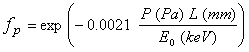 f_p = exp ( −0.0021 P (Pa) L (mm) / E_0 (keV) )